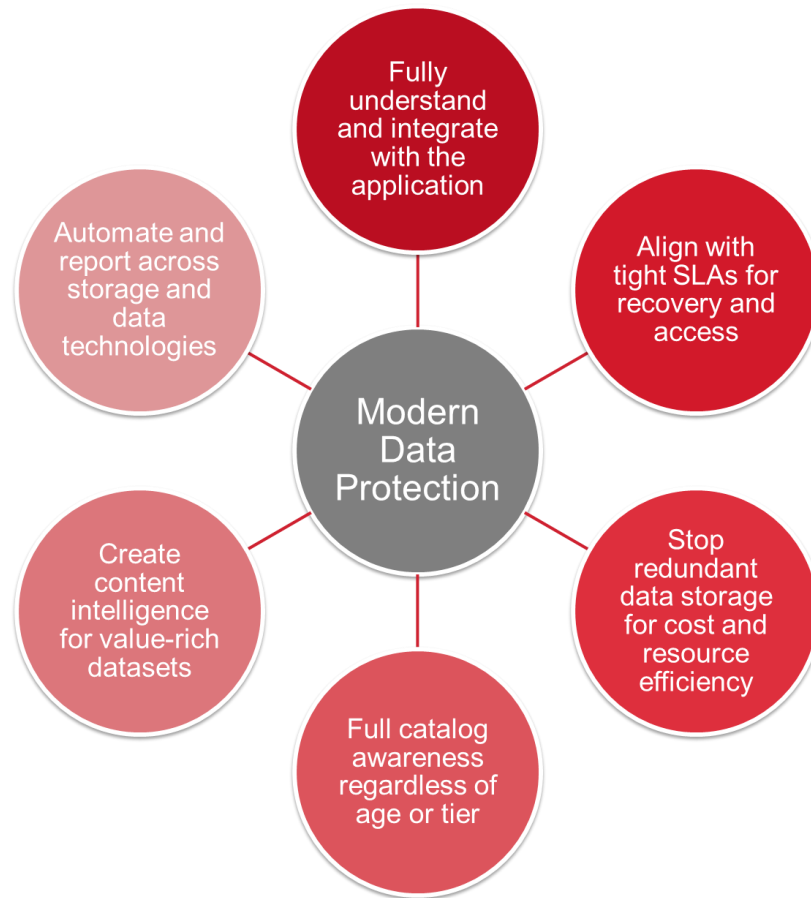 Fully
understand
and integrate
with the
application
Align with
tight SLAs for
recovery and
access
Stop
redundant
data storage
for cost and
resource
efficiency
Full catalog
awareness
regardless of
age or tier
Create
content
intelligence
for value-rich
datasets
Automate and
report across
storage and
data
technologies
Modern
Data
Protection